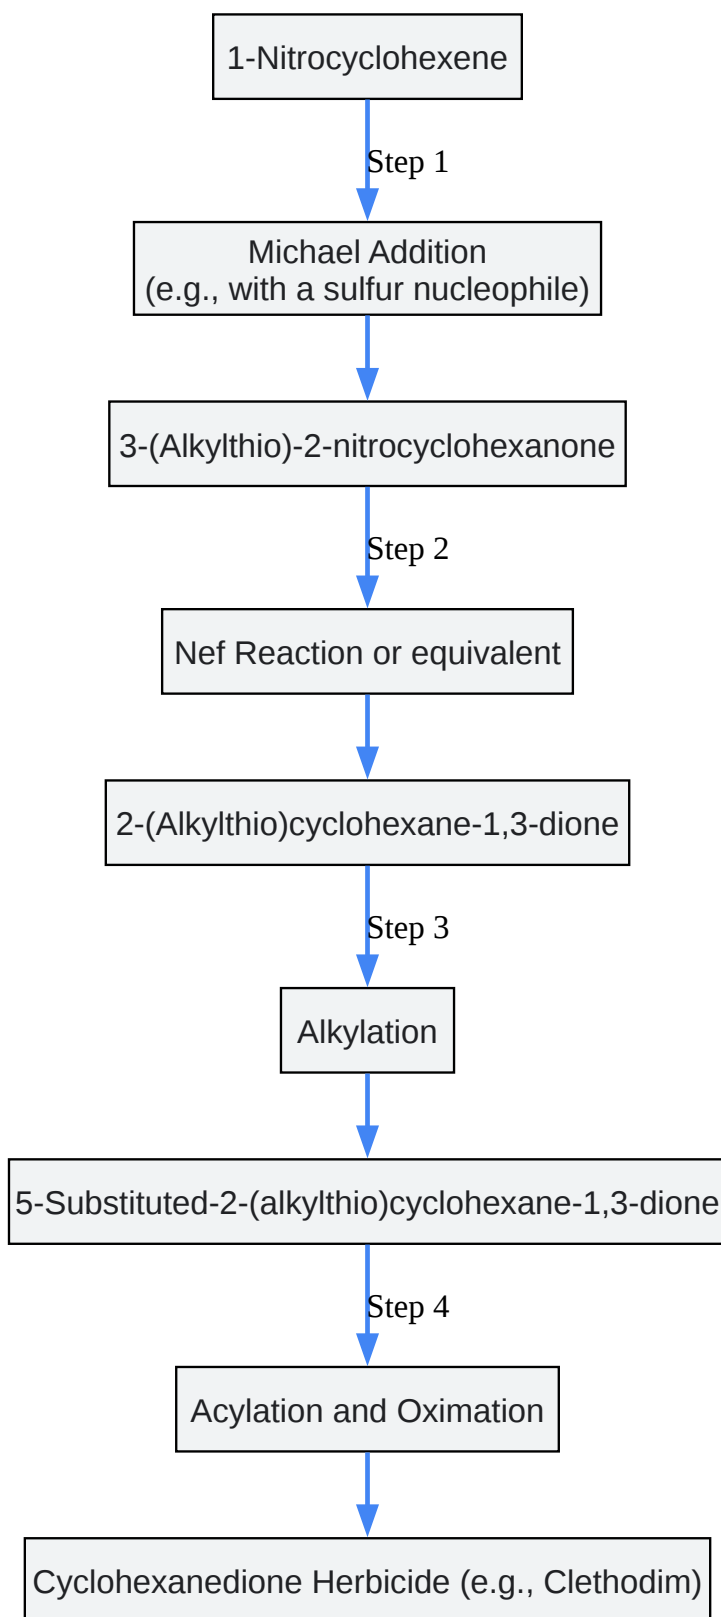 1-Nitrocyclohexene
Step 1
Michael Addition
(e.g., with a sulfur nucleophile)
3-(Alkylthio)-2-nitrocyclohexanone
Step 2
Nef Reaction or equivalent
2-(Alkylthio)cyclohexane-1,3-dione
Step 3
Alkylation
5-Substituted-2-(alkylthio)cyclohexane-1,3-dione
Step 4
Acylation and Oximation
Cyclohexanedione Herbicide (e.g., Clethodim)